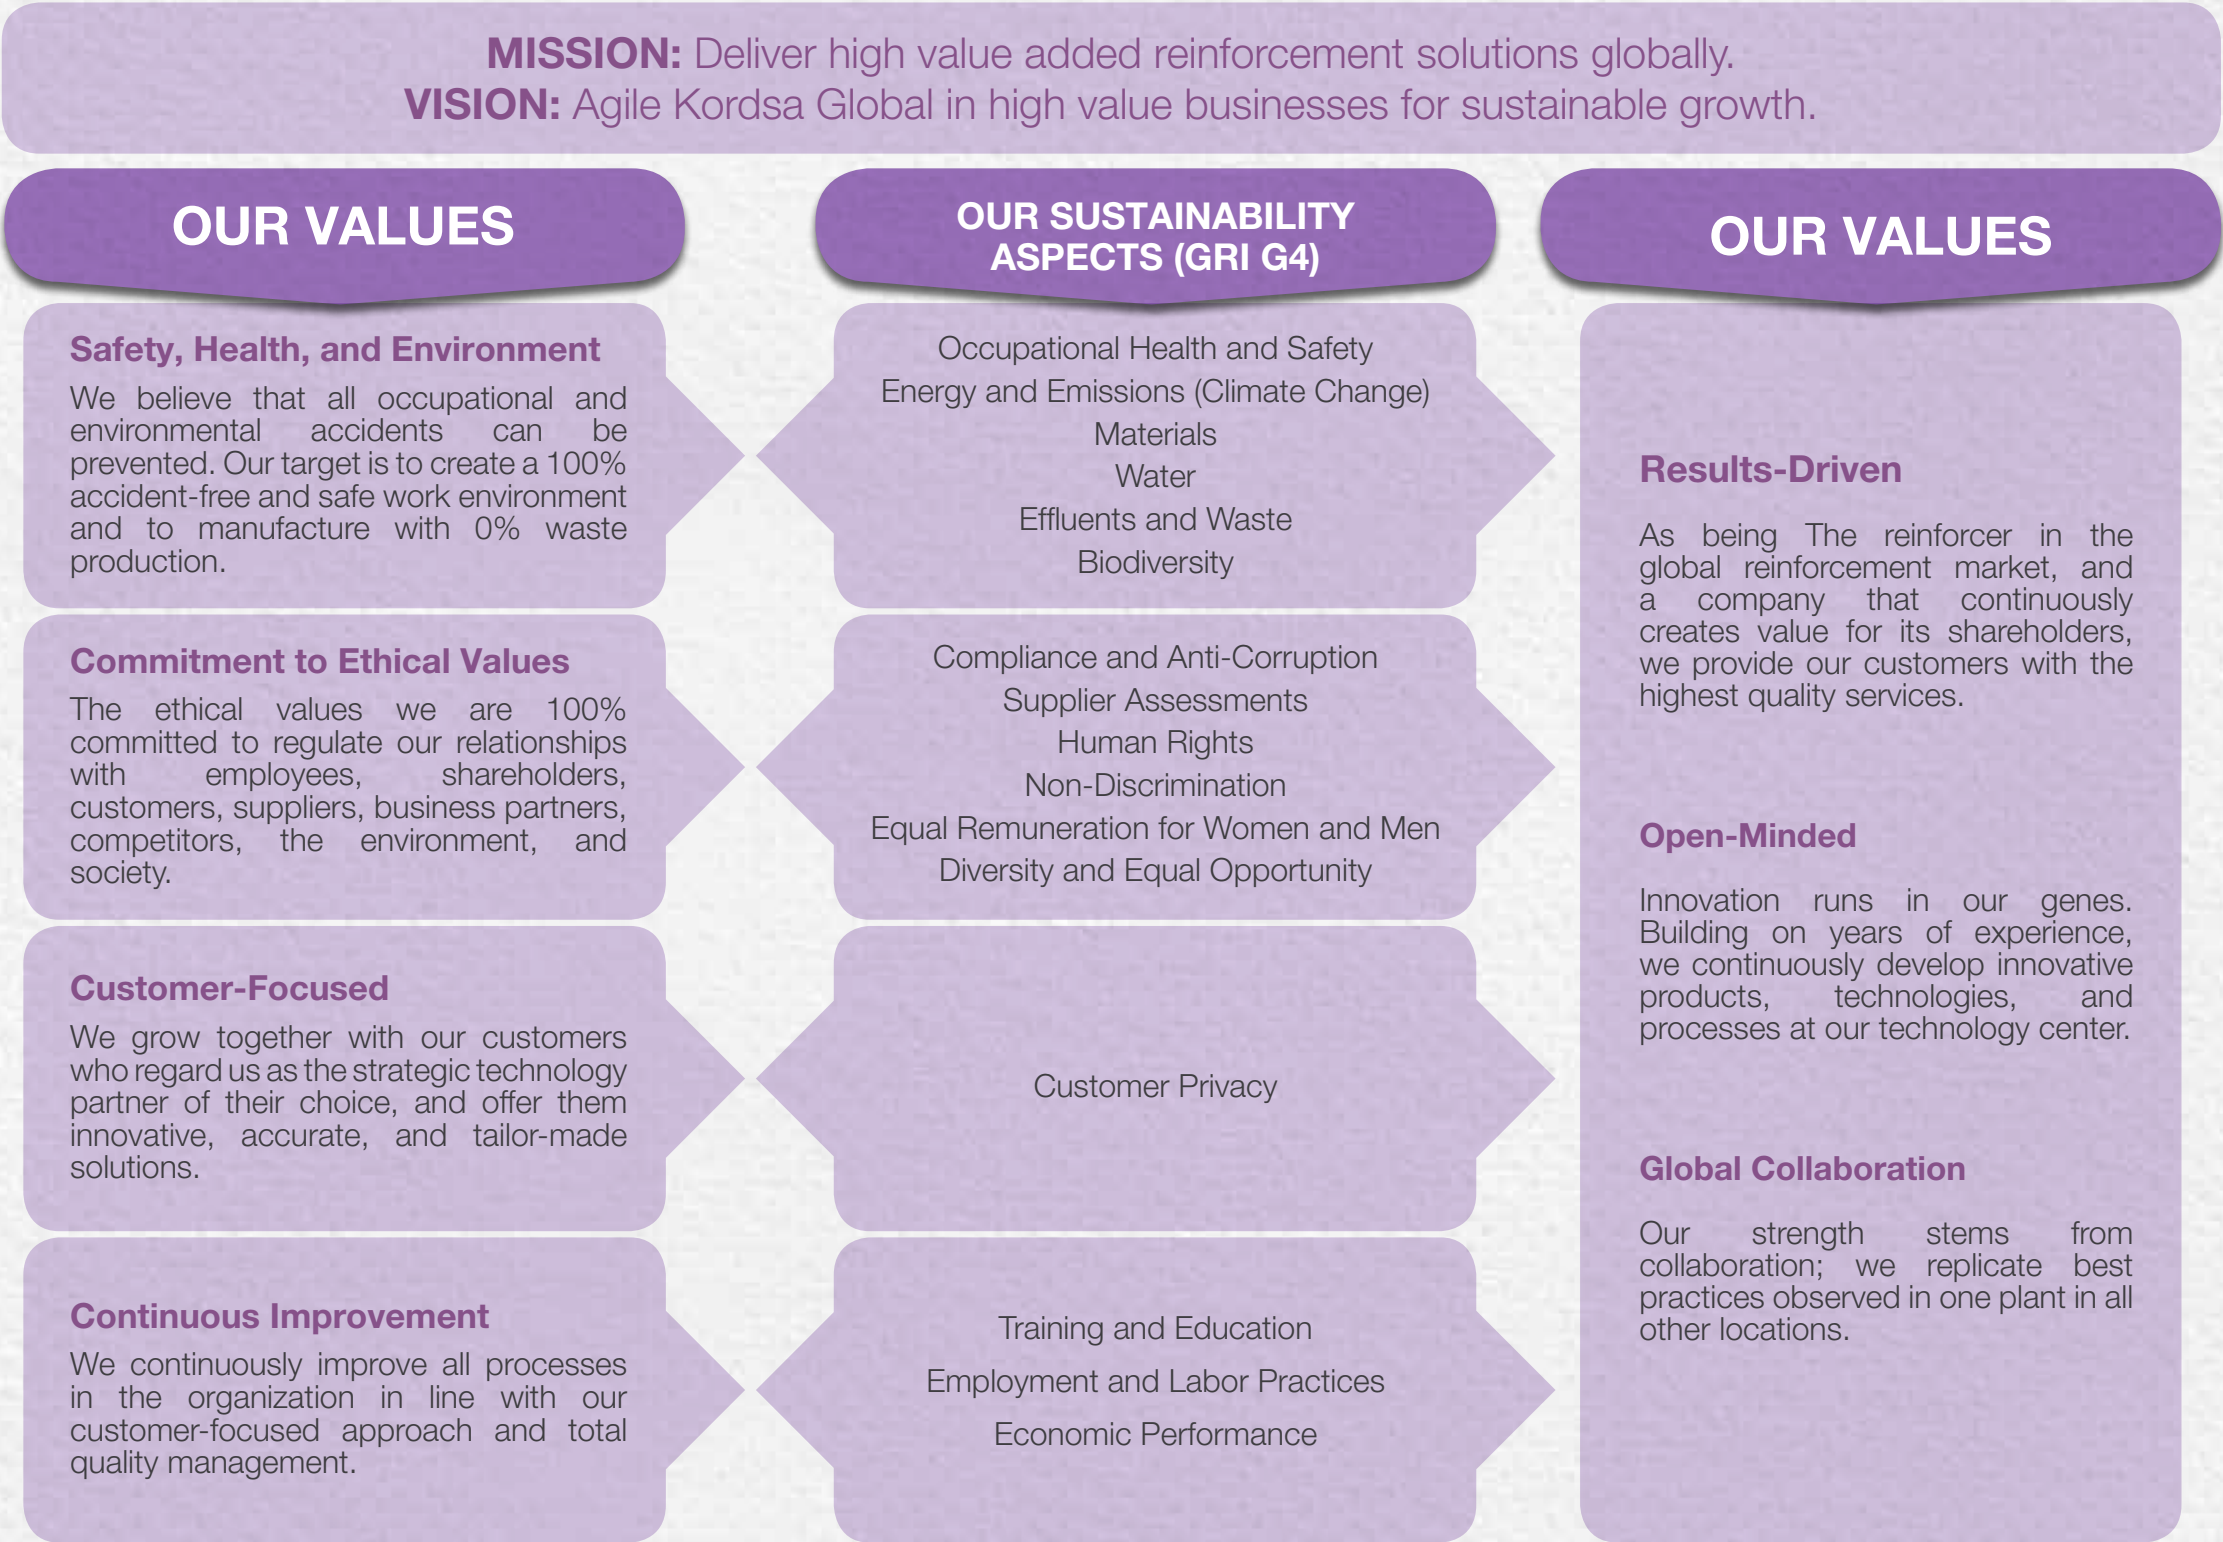 MISSION: Deliver high value added reinforcement solutions globally.
VISION: Agile Kordsa Global in high value businesses for sustainable growth.
OUR VALUES
Safety, Health, and Environment
We believe that all occupational and
environmental accidents can be
prevented. Our target is to create a 100%
accident-free and safe work environment
and to manufacture with 0% waste
production.
Commitment to Ethical Values
The ethical values we are 100%
committed to regulate our relationships
with employees, shareholders,
customers, suppliers, business partners,
competitors, the environment, and
society.
Customer-Focused
We grow together with our customers
who regard us as the strategic technology
partner of their choice, and offer them
innovative, accurate, and tailor-made
solutions.
Continuous Improvement
We continuously improve all processes
in the organization in line with our
customer-focused approach and total
quality management.
OUR SUSTAINABILITY
ASPECTS (GRI G4)
Occupational Health and Safety
Energy and Emissions (Climate Change)
Materials
Water
Effluents and Waste
Biodiversity
Compliance and Anti-Corruption
Supplier Assessments
Human Rights
Non-Discrimination
Equal Remuneration for Women and Men
Diversity and Equal Opportunity
Customer Privacy
Training and Education
Employment and Labor Practices
Economic Performance
OUR VALUES
Results-Driven
As being The reinforcer in the
global reinforcement market, and
a company that continuously
creates value for its shareholders,
we provide our customers with the
highest quality services.
Open-Minded
Innovation runs in our genes.
Building on years of experience,
we continuously develop innovative
products, technologies, and
processes at our technology center.
Global Collaboration
Our strength stems from
collaboration; we replicate best
practices observed in one plant in all
other locations.